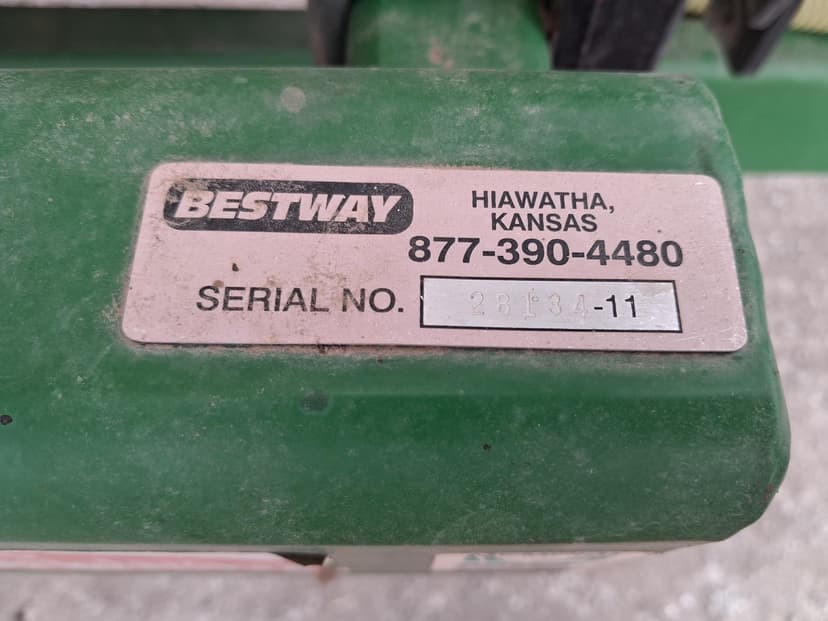 BESTWAY
HIAWATHA,
KANSAS
877-390-4480
SERIAL NO. 28134-11